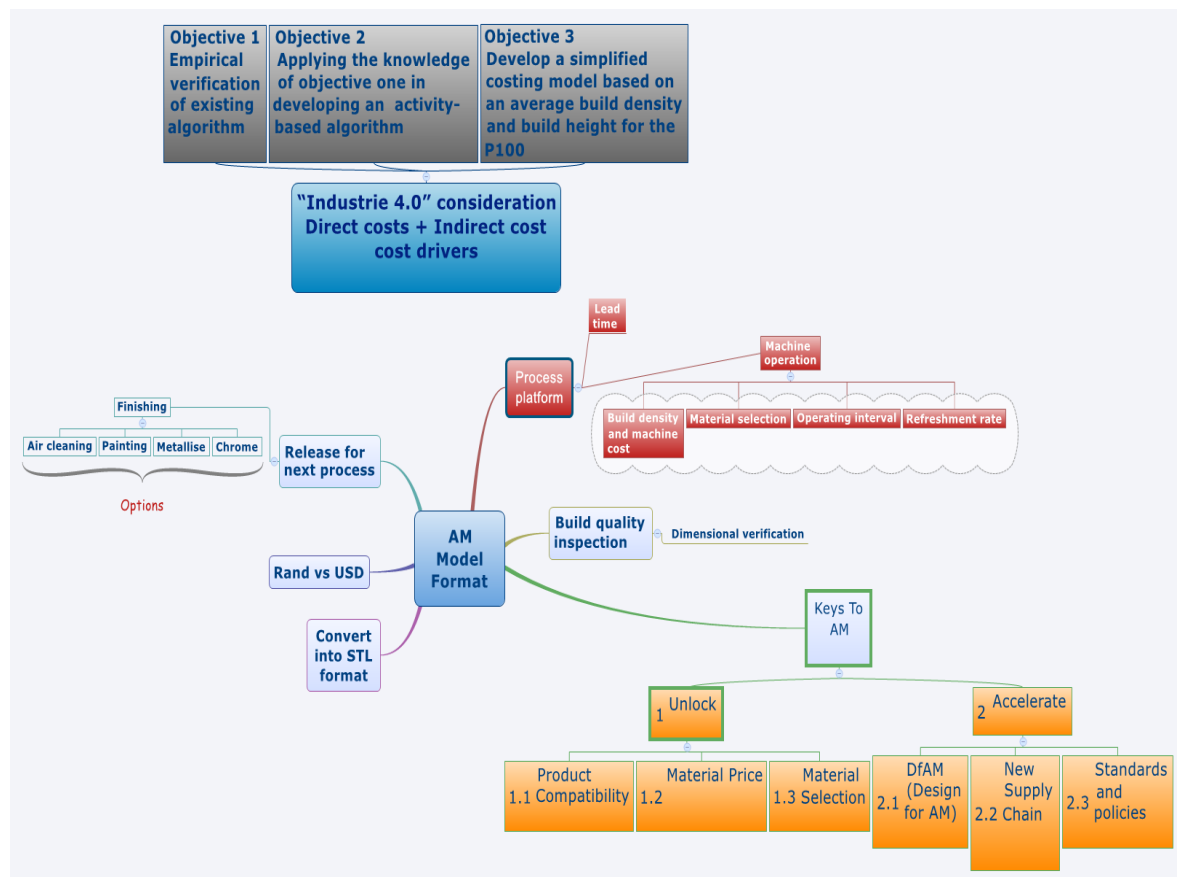 Objective 1
Empirical
verification
of existing
algorithm
Objective 2
Applying the knowledge
of objective one in
developing an activity-
based algorithm
Objective 3
Develop a simplified
costing model based on
an average build density
and build height for the
P100
“Industrie 4.0” consideration
Direct costs + Indirect cost
cost drivers
Lead
time
Machine
operation
Process
platform
Build density
and machine
cost
Material selection
Operating interval
Refreshment rate
Finishing
Air cleaning
Painting
Metallise
Chrome
Options
Release for
next process
AM
Model
Format
Build quality
inspection
Dimensional verification
Rand vs USD
Convert
into STL
format
Keys To
AM
1 Unlock
2 Accelerate
Product
1.1 Compatibility
Material Price
1.2
Material
1.3 Selection
DfAM
(Design
2.1 for AM)
New
Supply
2.2 Chain
Standards
and
2.3 policies